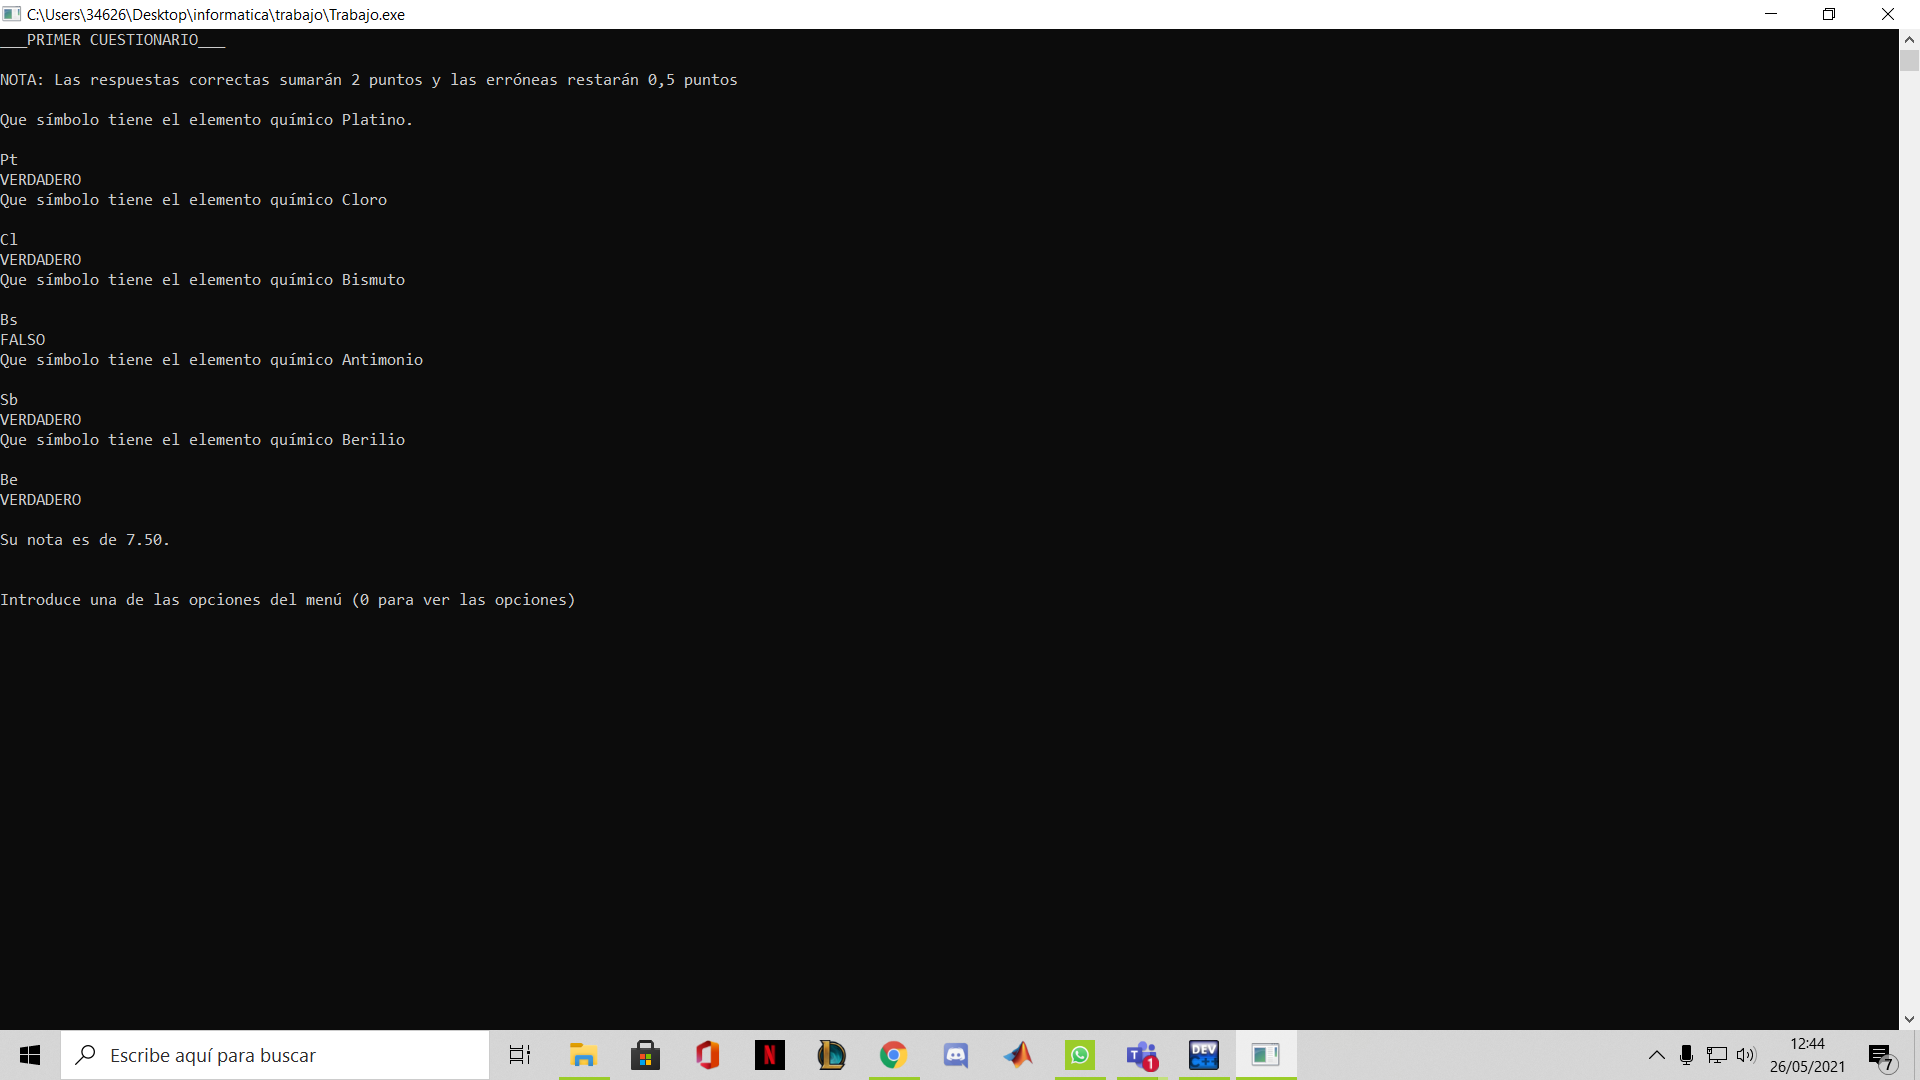 C:\Users\34626\Desktop\informatica\trabajo\Trabajo.exe
___PRIMER CUESTIONARIO___
NOTA: Las respuestas correctas sumarán 2 puntos y las erróneas restarán 0,5 puntos
Que símbolo tiene el elemento químico Platino.
Pt
VERDADERO
Que símbolo tiene el elemento químico Cloro
Cl
VERDADERO
Que símbolo tiene el elemento químico Bismuto
Bs
FALSO
Que símbolo tiene el elemento químico Antimonio
Sb
VERDADERO
Que símbolo tiene el elemento químico Berilio
Be
VERDADERO
Su nota es de 7.50.
Introduce una de las opciones del menú (0 para ver las opciones)
Escribe aquí para buscar
N
L
T
1
DEV
C++
12:44
26/05/2021
7